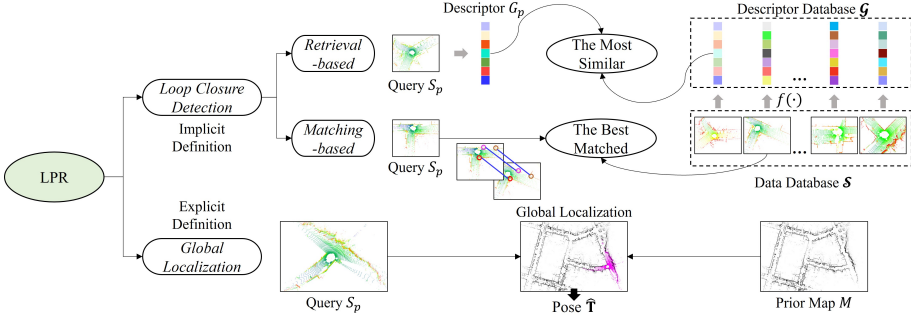 Descriptor G_p
Descriptor Database 𝓖
Retrieval
-based
Query S_p
The Most
Similar
Loop Closure
Detection
Implicit
Definition
...
f(·)
Matching
-based
Query S_p
The Best
Matched
...
Data Database 𝓢
LPR
Explicit
Definition
Global
Localization
Query S_p
Global Localization
Pose T̂
Prior Map M